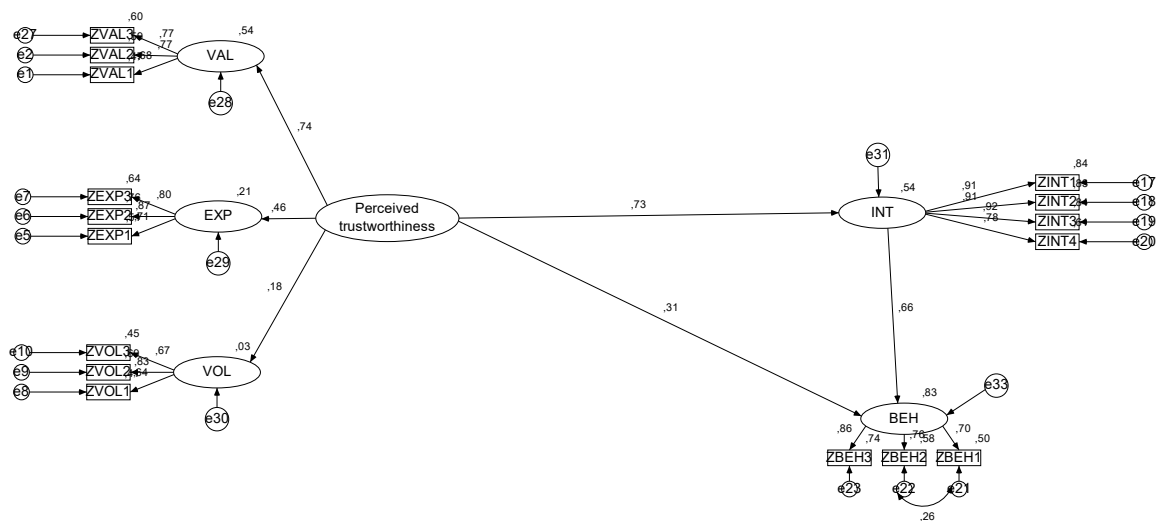 ,60
e27 ZVAL3 ,77 ,54
e2 ZVAL2 ,77 VAL
e1 ZVAL1 ,68
e28
,74
e31
,64
e7 ZEXP3 ,80 ,21
e6 ZEXP2 ,87 EXP ,46
e5 ZEXP1 ,71
e29
Perceived
trustworthiness
,73
,54
INT
,84
,91 ZINT1 e17
,91 ZINT2 e18
,92 ZINT3 e19
,78 ZINT4 e20
,18
,31
,66
,45
e10 ZVOL3 ,67 ,03
e9 ZVOL2 ,83 VOL
e8 ZVOL1 ,64
e30
,83 e33
BEH
,86 ,74 ,76 ,58 ,70 ,50
ZBEH3 ZBEH2 ZBEH1
e23 e22 e21
,26